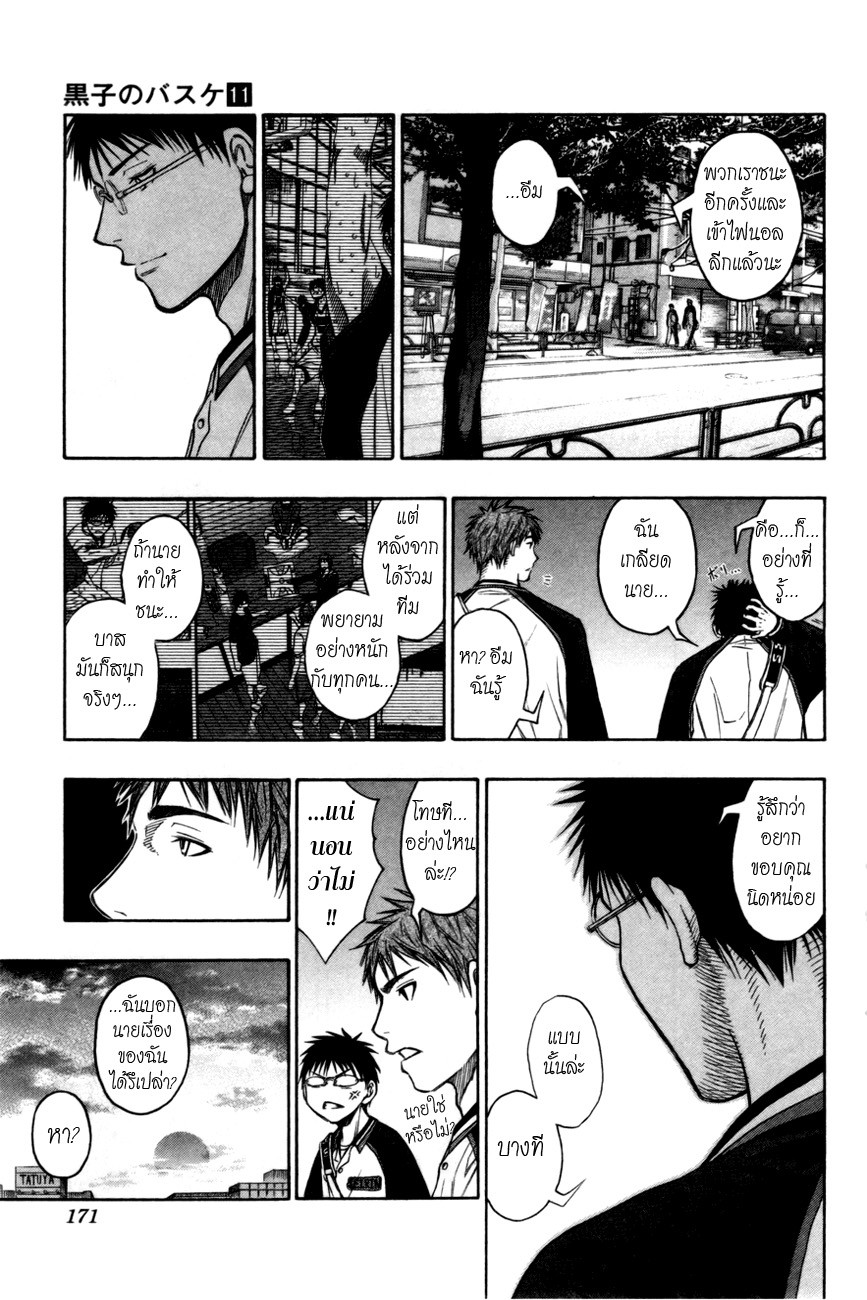 黒子のバスケ 11
พวกเราชนะ
อีกครั้งและ
เข้าไฟนอล
ลีกแล้วนะ
...อืม
คือ...ก็...
อย่างที่
รู้...
ボリ...
ฉัน
เกลียด
นาย...
หา? อืม
ฉันรู้
แต่
หลังจาก
ได้ร่วม
ทีม
พยายาม
อย่างหนัก
กับทุกคน...
ถ้านาย
ทำให้
ชนะ...
บาส
มันก็สนุก
จริงๆ...
รู้สึกว่า
อยาก
ขอบคุณ
นิดหน่อย
แบบ
นั้นล่ะ
บางที
โทษที...
อย่างไหน
ล่ะ!?
...แน่
นอน
ว่าไม่
!!
นายใช่
หรือไม่?
SEIRIN
...ฉันบอก
นายเรื่อง
ของฉัน
ได้รึเปล่า?
หา?
TATUYA
171